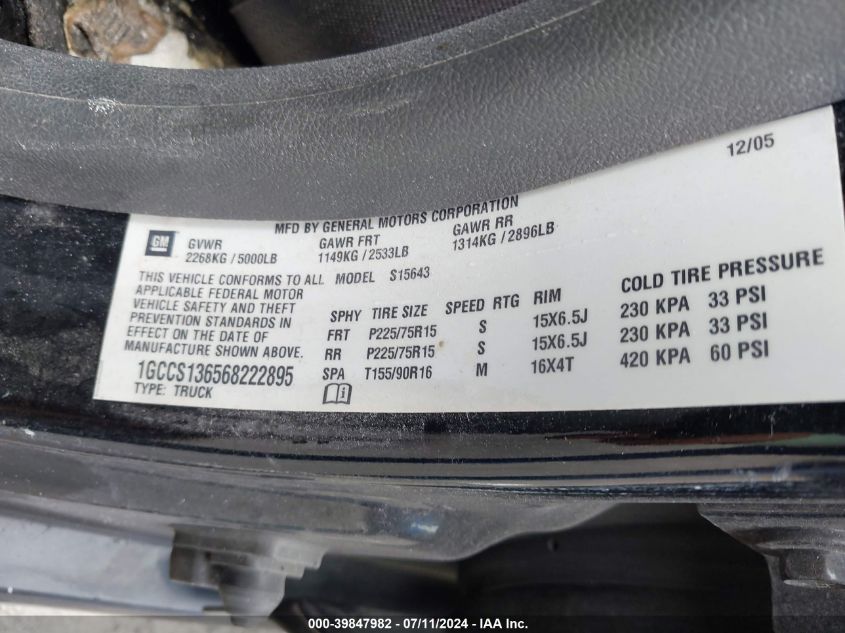 12/05
MFD BY GENERAL MOTORS CORPORATION
GM
GVWR GAWR FRT GAWR RR
2268KG / 5000LB 1149KG / 2533LB 1314KG / 2896LB
THIS VEHICLE CONFORMS TO ALL
APPLICABLE FEDERAL MOTOR
VEHICLE SAFETY AND THEFT
PREVENTION STANDARDS IN
EFFECT ON THE DATE OF
MANUFACTURE SHOWN ABOVE.
1GCCS136568222895
TYPE: TRUCK
MODEL S15643
SPHY TIRE SIZE SPEED RTG RIM COLD TIRE PRESSURE
FRT P225/75R15 S 15X6.5J 230 KPA 33 PSI
RR P225/75R15 S 15X6.5J 230 KPA 33 PSI
SPA T155/90R16 M 16X4T 420 KPA 60 PSI
000-39847982 - 07/11/2024 - IAA Inc.